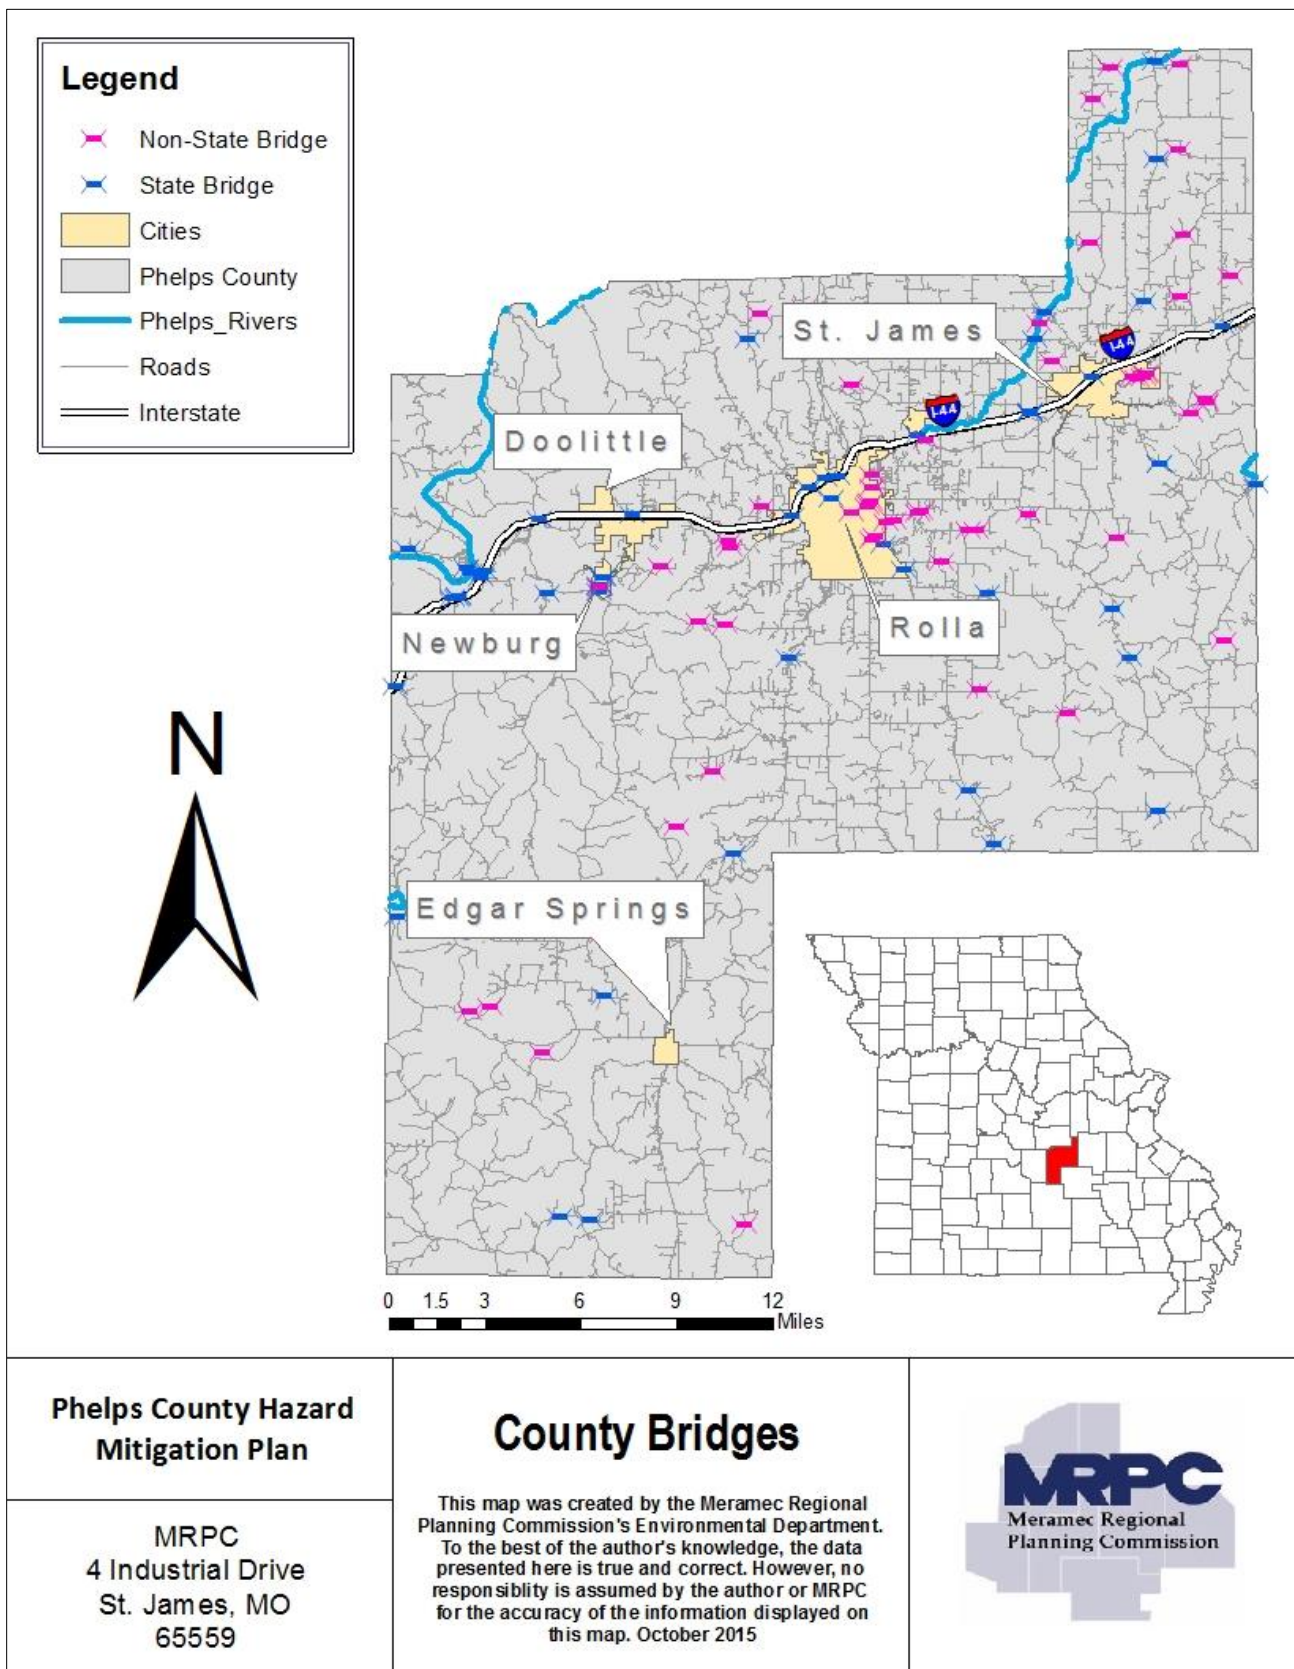 Legend
Non-State Bridge
State Bridge
Cities
Phelps County
Phelps_Rivers
Roads
Interstate
St. James
I-44
I-44
Doolittle
Newburg
Rolla
N
Edgar Springs
0 1.5 3 6 9 12
Miles
Phelps County Hazard
Mitigation Plan
MRPC
4 Industrial Drive
St. James, MO
65559
County Bridges
This map was created by the Meramec Regional
Planning Commission's Environmental Department.
To the best of the author's knowledge, the data
presented here is true and correct. However, no
responsiblity is assumed by the author or MRPC
for the accuracy of the information displayed on
this map. October 2015
MRPC
Meramec Regional
Planning Commission